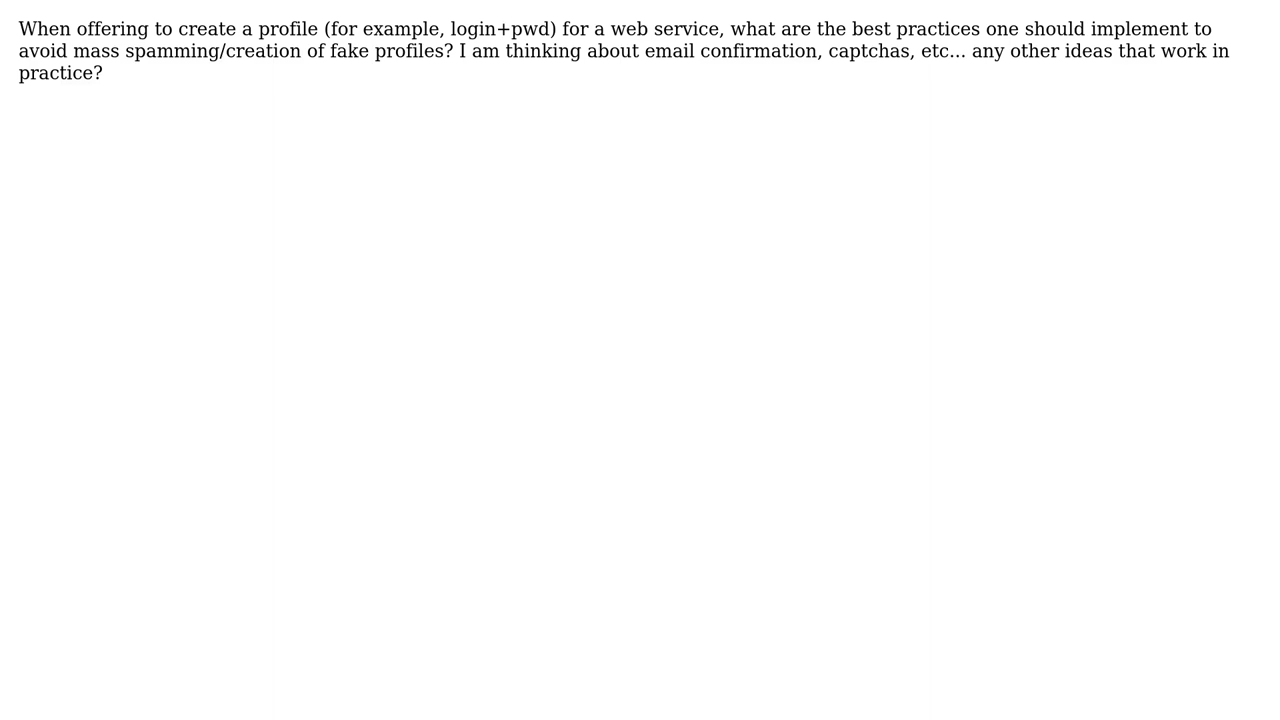 When offering to create a profile (for example, login+pwd) for a web service, what are the best practices one should implement to
avoid mass spamming/creation of fake profiles? I am thinking about email confirmation, captchas, etc... any other ideas that work in
practice?